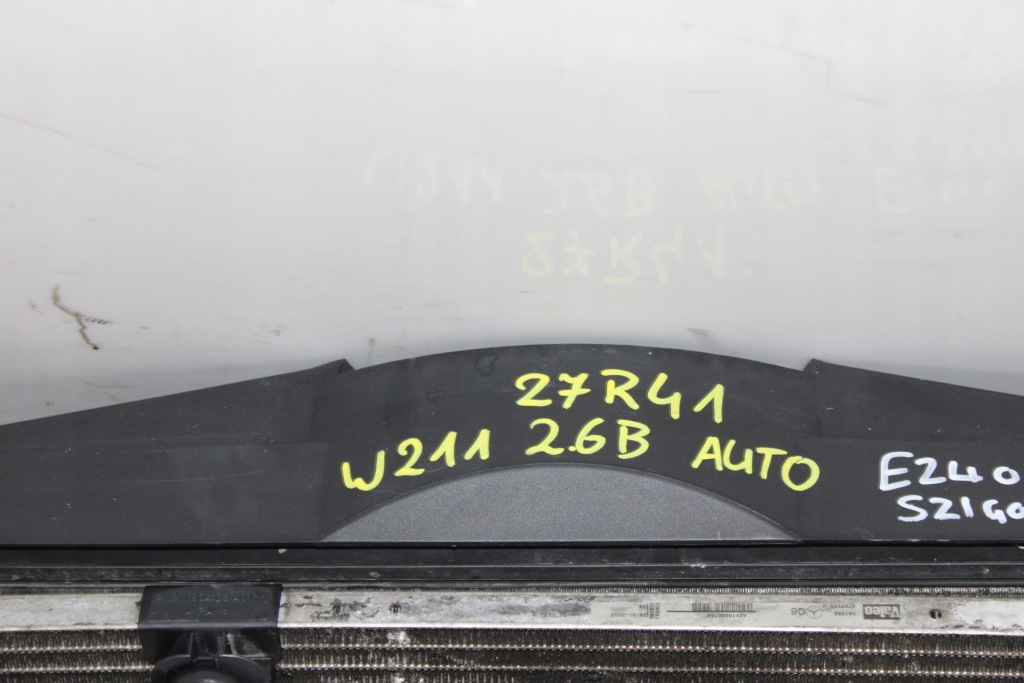 27R41
W211 2.6B AUTO
E240
SZIGO
Valeo